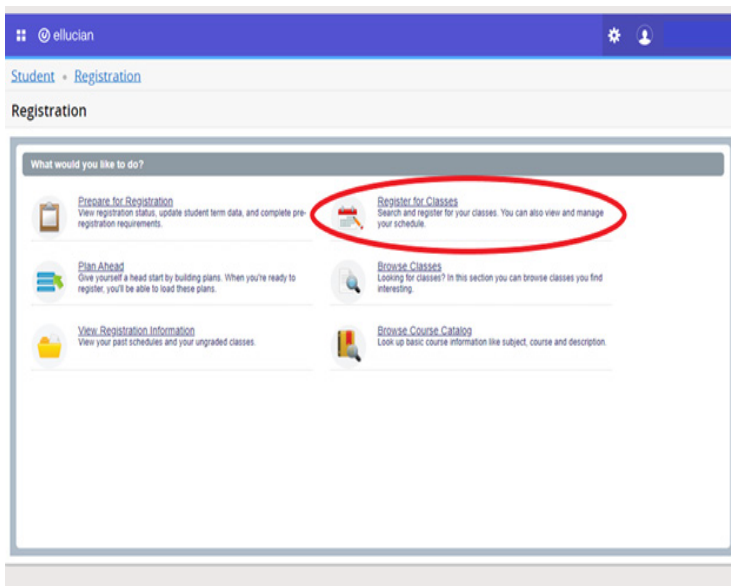 ellucian
Student • Registration
Registration
What would you like to do?
Prepare for Registration
View registration status, update student term data, and complete pre-
registration requirements.
Register for Classes
Search and register for your classes. You can also view and manage
your schedule.
Plan Ahead
Give yourself a head start by building plans. When you're ready to
register, you'll be able to load these plans.
Browse Classes
Looking for classes? In this section you can browse classes you find
interesting.
View Registration Information
View your past schedules and your ungraded classes.
Browse Course Catalog
Look up basic course information like subject, course and description.